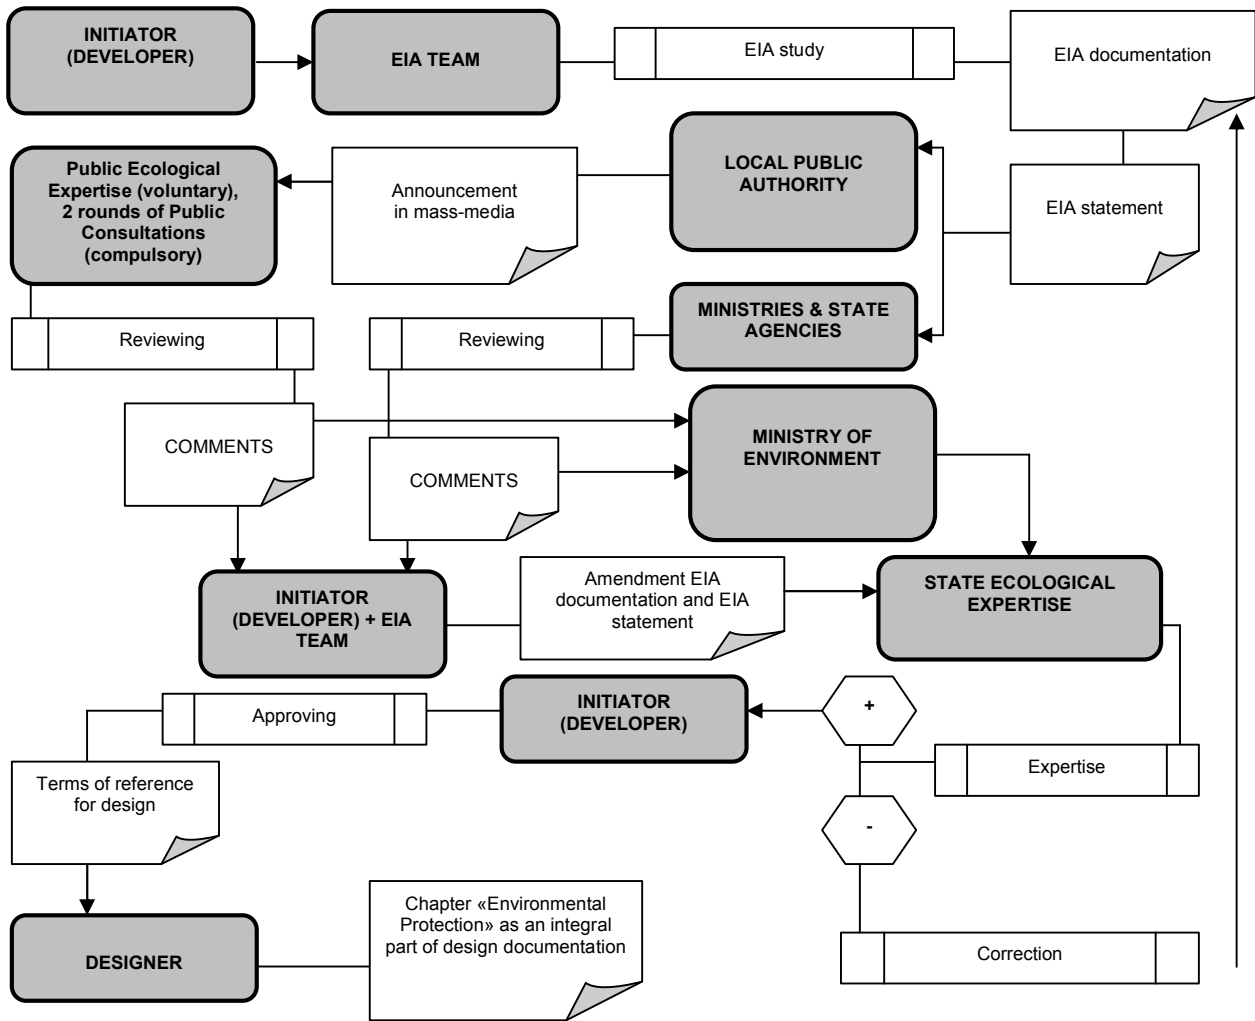 INITIATOR
(DEVELOPER)
EIA TEAM
EIA study
EIA documentation
Public Ecological
Expertise (voluntary),
2 rounds of Public
Consultations
(compulsory)
Announcement
in mass-media
LOCAL PUBLIC
AUTHORITY
EIA statement
MINISTRIES & STATE
AGENCIES
Reviewing
Reviewing
COMMENTS
COMMENTS
MINISTRY OF
ENVIRONMENT
INITIATOR
(DEVELOPER) + EIA
TEAM
Amendment EIA
documentation and EIA
statement
STATE ECOLOGICAL
EXPERTISE
Approving
INITIATOR
(DEVELOPER)
+
Expertise
Terms of reference
for design
-
DESIGNER
Chapter «Environmental
Protection» as an integral
part of design documentation
Correction